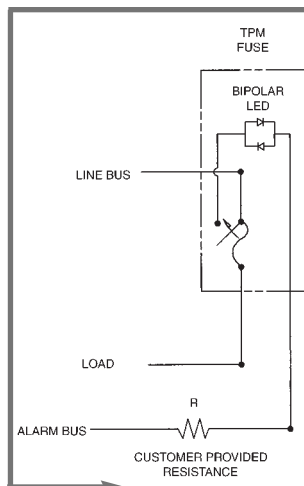 TPM
FUSE
BIPOLAR
LED
LINE BUS
LOAD
R
ALARM BUS
CUSTOMER PROVIDED
RESISTANCE